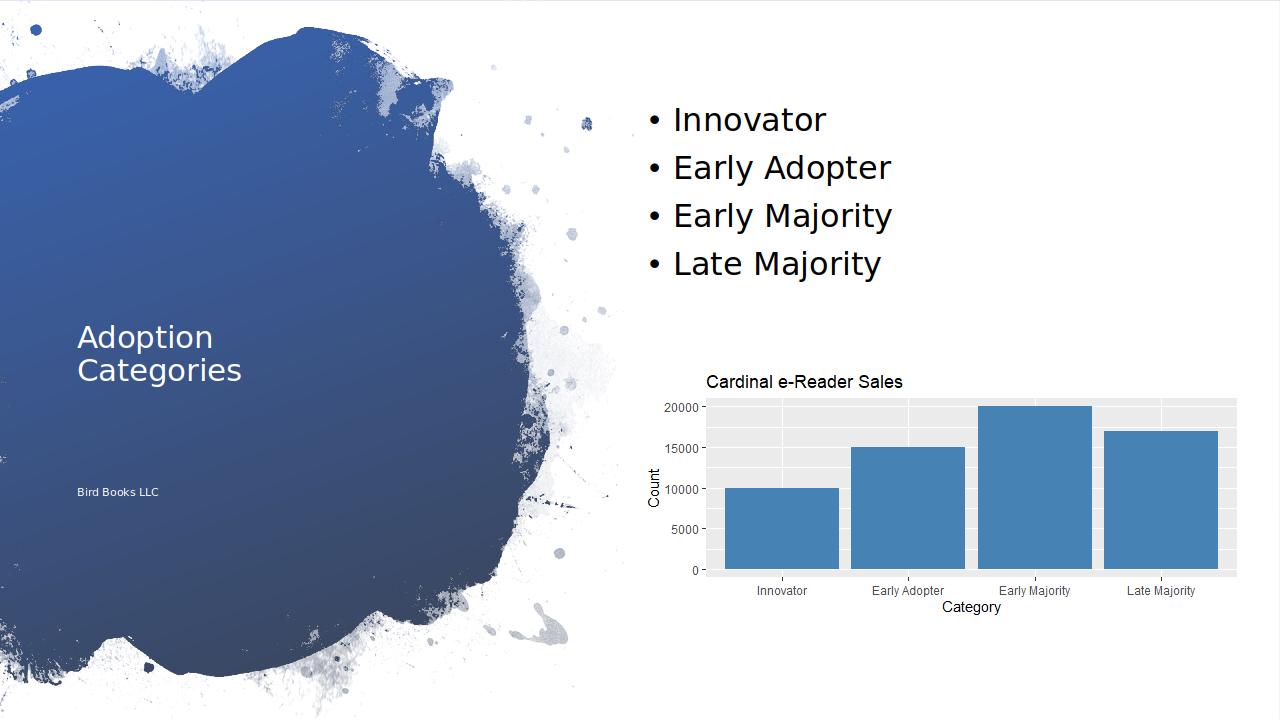 Adoption
Categories
Bird Books LLC
• Innovator
• Early Adopter
• Early Majority
• Late Majority
Cardinal e-Reader Sales
20000
15000
10000
5000
0
Count
Innovator Early Adopter Early Majority Late Majority
Category